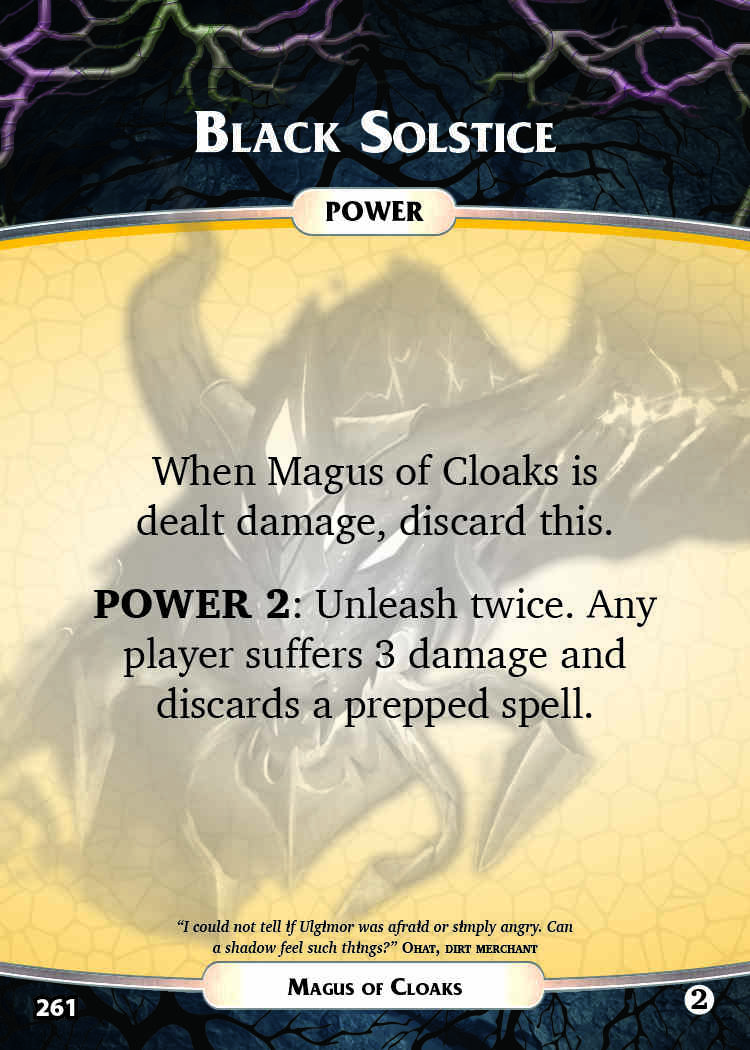 Black Solstice
POWER
When Magus of Cloaks is
dealt damage, discard this.
POWER 2: Unleash twice. Any
player suffers 3 damage and
discards a prepped spell.
“I could not tell if Ulgimor was afraid or simply angry. Can
a shadow feel such things?” Ohat, dirt merchant
Magus of Cloaks
261
2